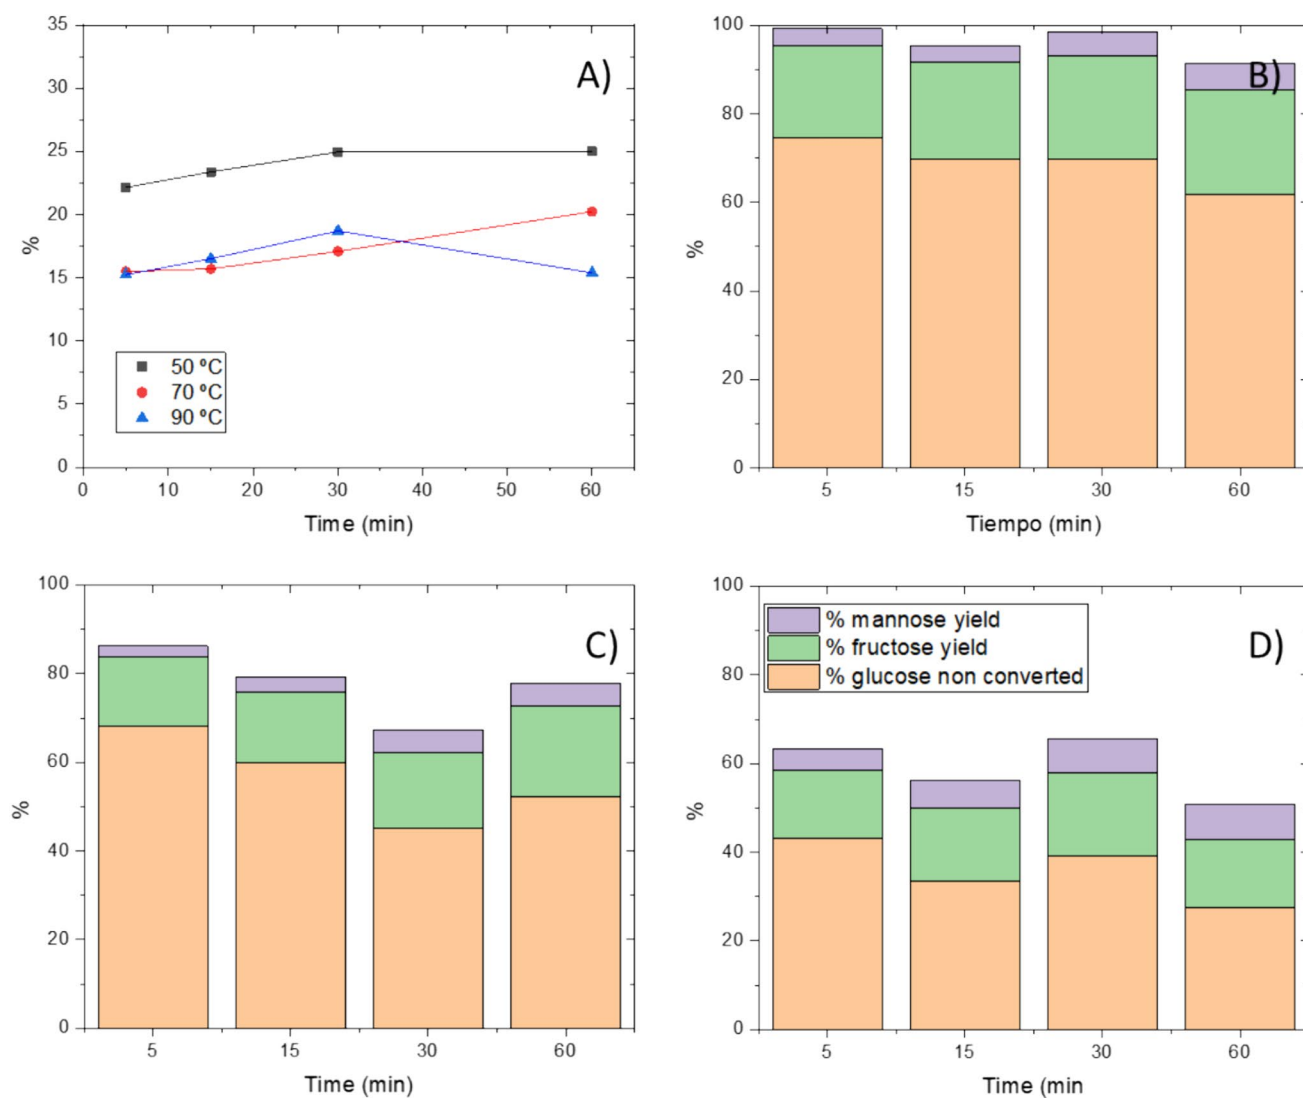 A)
%
35
30
25
20
15
10
5
0
50 ºC
70 ºC
90 ºC
0 10 20 30 40 50 60
Time (min)
B)
%
100
80
60
40
20
0
5 15 30 60
Tiempo (min)
C)
%
100
80
60
40
20
0
5 15 30 60
Time (min)
D)
%
100
80
60
40
20
0
% mannose yield
% fructose yield
% glucose non converted
5 15 30 60
Time (min